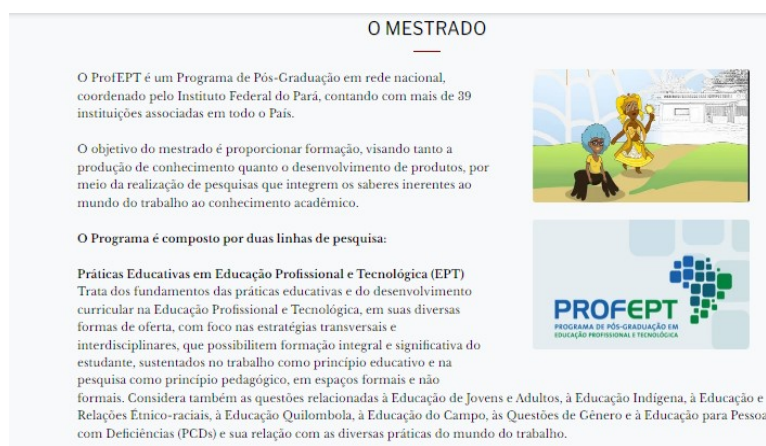 O MESTRADO
O ProfEPT é um Programa de Pós-Graduação em rede nacional,
coordenado pelo Instituto Federal do Pará, contando com mais de 39
instituições associadas em todo o País.
O objetivo do mestrado é proporcionar formação, visando tanto a
produção de conhecimento quanto o desenvolvimento de produtos, por
meio da realização de pesquisas que integrem os saberes inerentes ao
mundo do trabalho ao conhecimento acadêmico.
O Programa é composto por duas linhas de pesquisa:
Práticas Educativas em Educação Profissional e Tecnológica (EPT)
Trata dos fundamentos das práticas educativas e do desenvolvimento
curricular na Educação Profissional e Tecnológica, em suas diversas
formas de oferta, com foco nas estratégias transversais e
interdisciplinares, que possibilitem formação integral e significativa do
estudante, sustentados no trabalho como princípio educativo e na
pesquisa como princípio pedagógico, em espaços formais e não
formais. Considera também as questões relacionadas à Educação de Jovens e Adultos, à Educação Indígena, à Educação e
Relações Étnico-raciais, à Educação Quilombola, à Educação do Campo, às Questões de Gênero e à Educação para Pessoa
com Deficiências (PCDs) e sua relação com as diversas práticas do mundo do trabalho.
PROFEPT
PROGRAMA DE PÓS-GRADUAÇÃO EM
EDUCAÇÃO PROFISSIONAL E TECNOLÓGICA